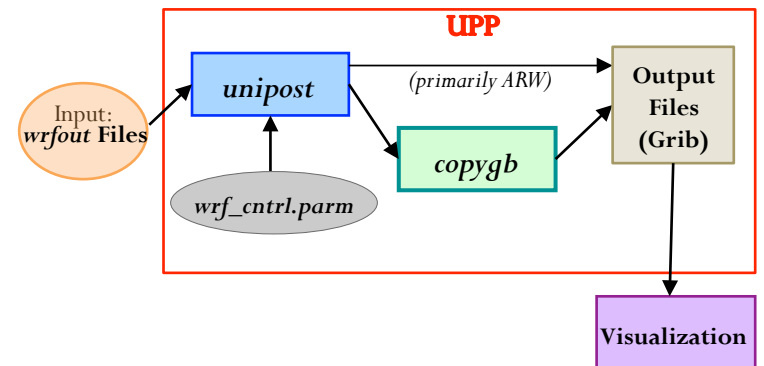 UPP
unipost
(primarily ARW)
Output
Files
(Grib)
Input:
wrfout Files
copygb
wrf_cntrl.parm
Visualization